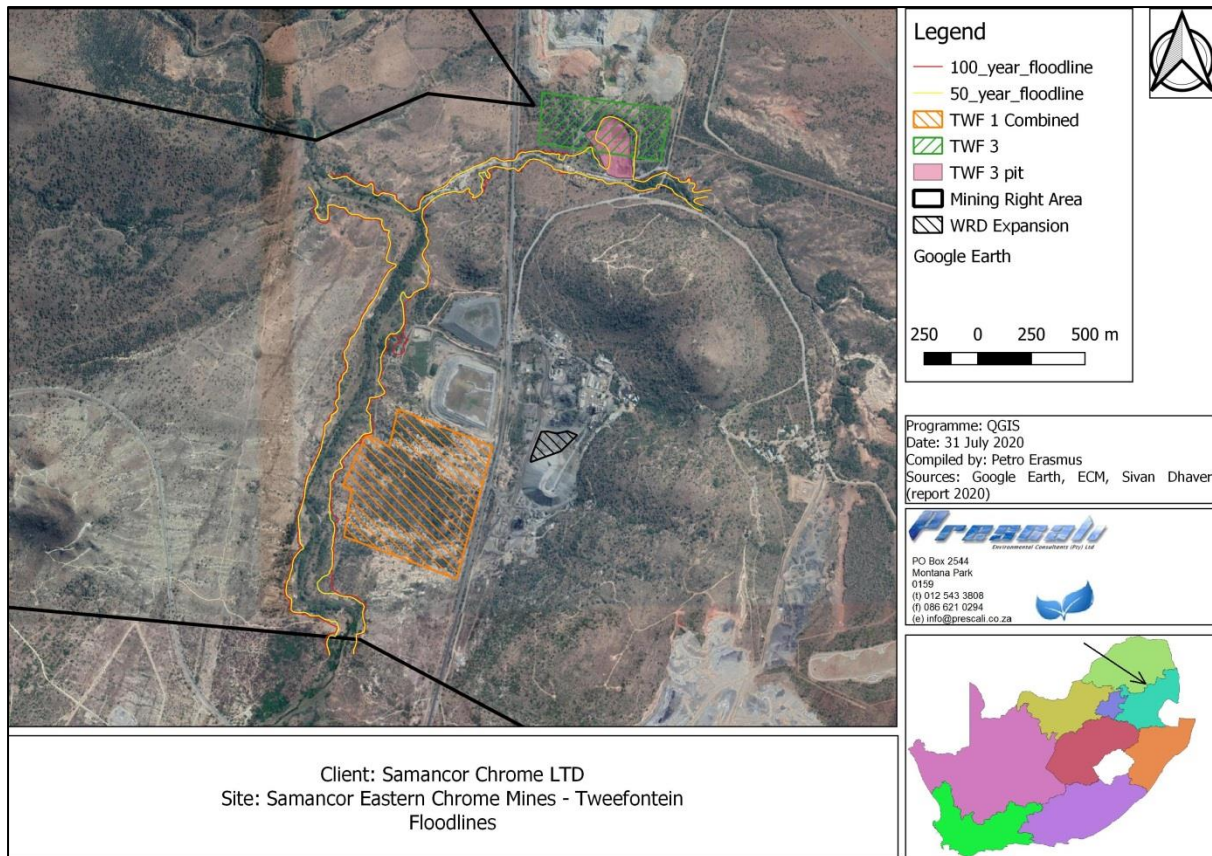 Legend
100_year_floodline
50_year_floodline
TWF 1 Combined
TWF 3
TWF 3 pit
Mining Right Area
WRD Expansion
Google Earth
250 0 250 500 m
Programme: QGIS
Date: 31 July 2020
Compiled by: Petro Erasmus
Sources: Google Earth, ECM, Sivan Dhaver
(report 2020)
Prescali
Environmental Consultants (Pty) Ltd
PO Box 2544
Montana Park
0159
(t) 012 543 3808
(f) 086 621 0294
(e) info@prescali.co.za
Client: Samancor Chrome LTD
Site: Samancor Eastern Chrome Mines - Tweefontein
Floodlines